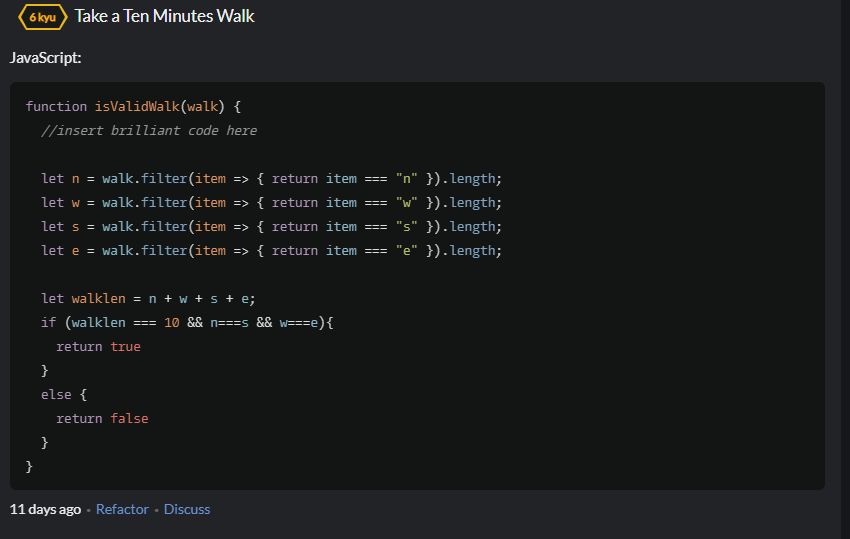 6 kyu Take a Ten Minutes Walk
JavaScript:
function isValidWalk(walk) {
  //insert brilliant code here
  let n = walk.filter(item => { return item === "n" }).length;
  let w = walk.filter(item => { return item === "w" }).length;
  let s = walk.filter(item => { return item === "s" }).length;
  let e = walk.filter(item => { return item === "e" }).length;
  let walklen = n + w + s + e;
  if (walklen === 10 && n===s && w===e){
    return true
  }
  else {
    return false
  }
}
11 days ago • Refactor • Discuss